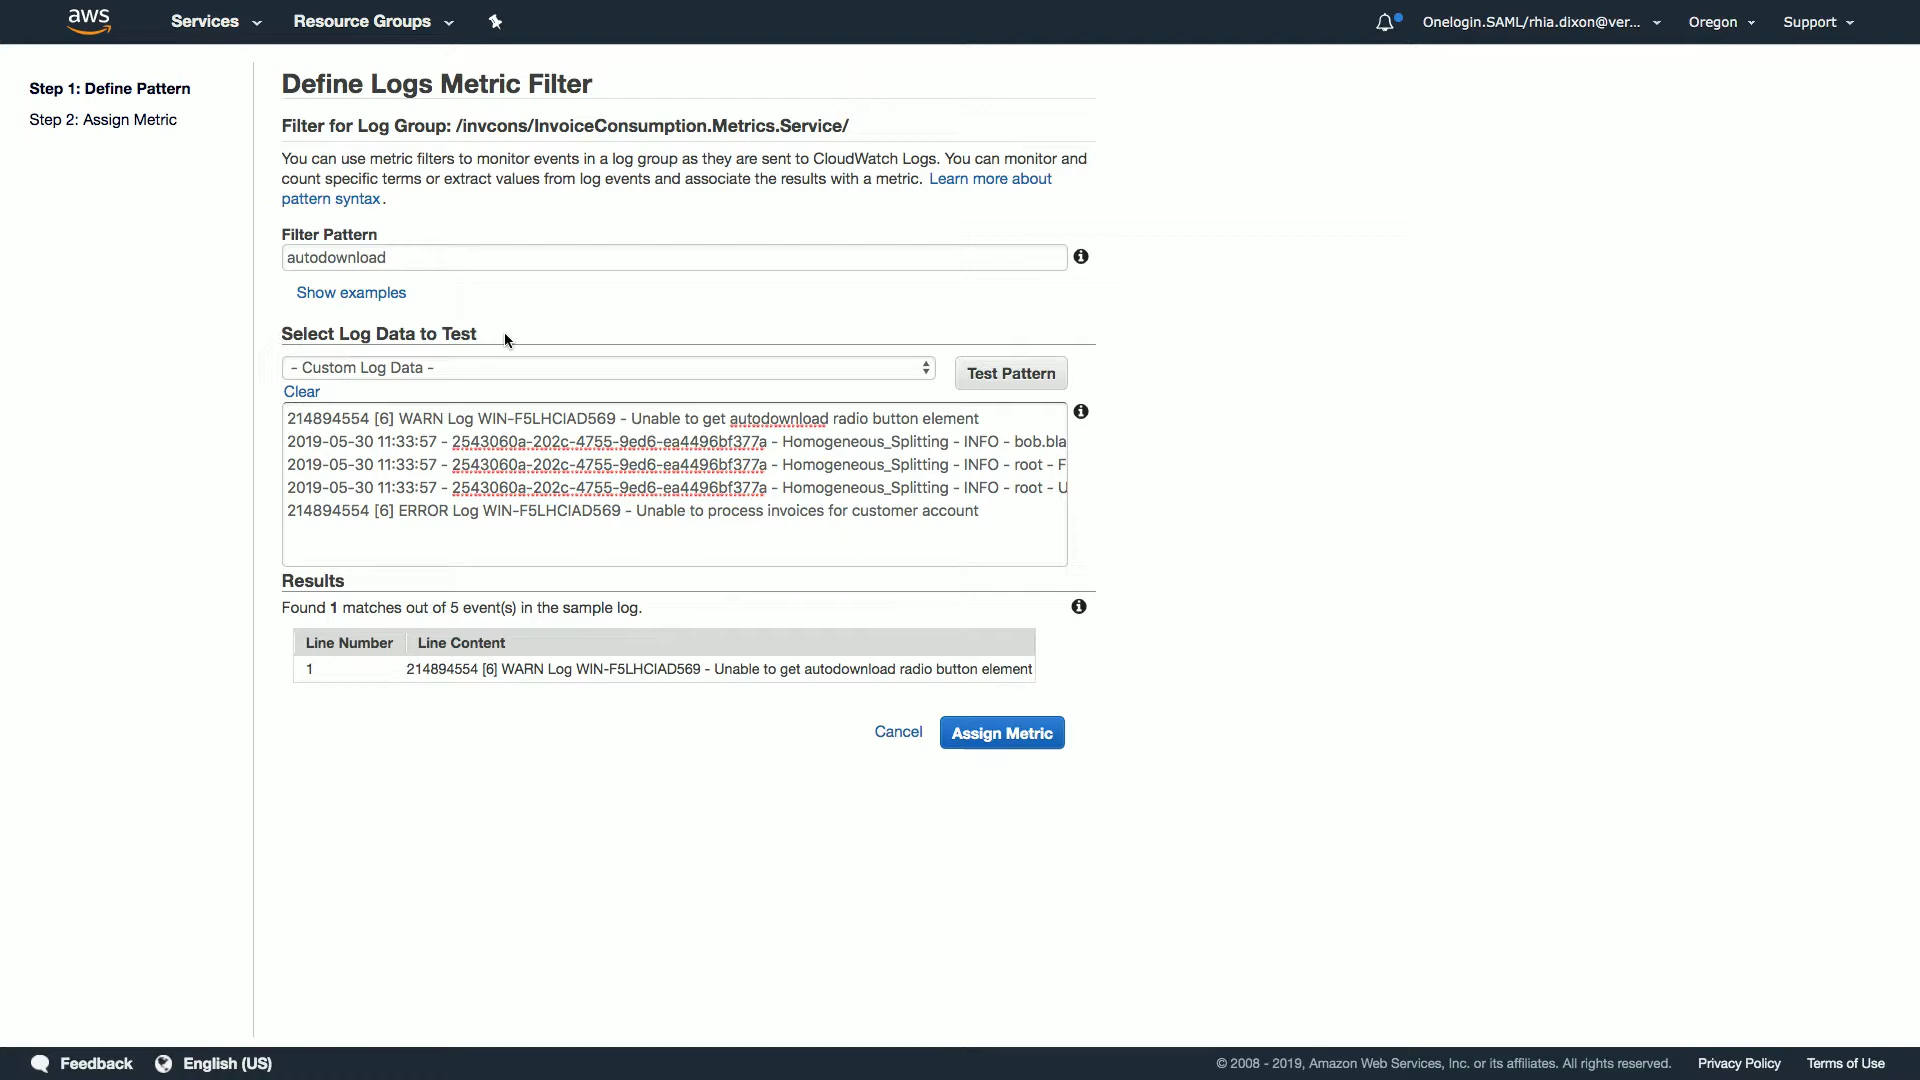 aws Services Resource Groups Onelogin.SAML/rhia.dixon@ver... Oregon Support
Step 1: Define Pattern
Step 2: Assign Metric
Define Logs Metric Filter
Filter for Log Group: /invcons/InvoiceConsumption.Metrics.Service/
You can use metric filters to monitor events in a log group as they are sent to CloudWatch Logs. You can monitor and
count specific terms or extract values from log events and associate the results with a metric. Learn more about
pattern syntax.
Filter Pattern
autodownload
Show examples
Select Log Data to Test
- Custom Log Data -
Test Pattern
Clear
214894554 [6] WARN Log WIN-F5LHCIAD569 - Unable to get autodownload radio button element
2019-05-30 11:33:57 - 2543060a-202c-4755-9ed6-ea4496bf377a - Homogeneous_Splitting - INFO - bob.bla
2019-05-30 11:33:57 - 2543060a-202c-4755-9ed6-ea4496bf377a - Homogeneous_Splitting - INFO - root - F
2019-05-30 11:33:57 - 2543060a-202c-4755-9ed6-ea4496bf377a - Homogeneous_Splitting - INFO - root - U
214894554 [6] ERROR Log WIN-F5LHCIAD569 - Unable to process invoices for customer account
Results
Found 1 matches out of 5 event(s) in the sample log.
Line Number Line Content
1 214894554 [6] WARN Log WIN-F5LHCIAD569 - Unable to get autodownload radio button element
Cancel Assign Metric
Feedback English (US) © 2008 - 2019, Amazon Web Services, Inc. or its affiliates. All rights reserved. Privacy Policy Terms of Use